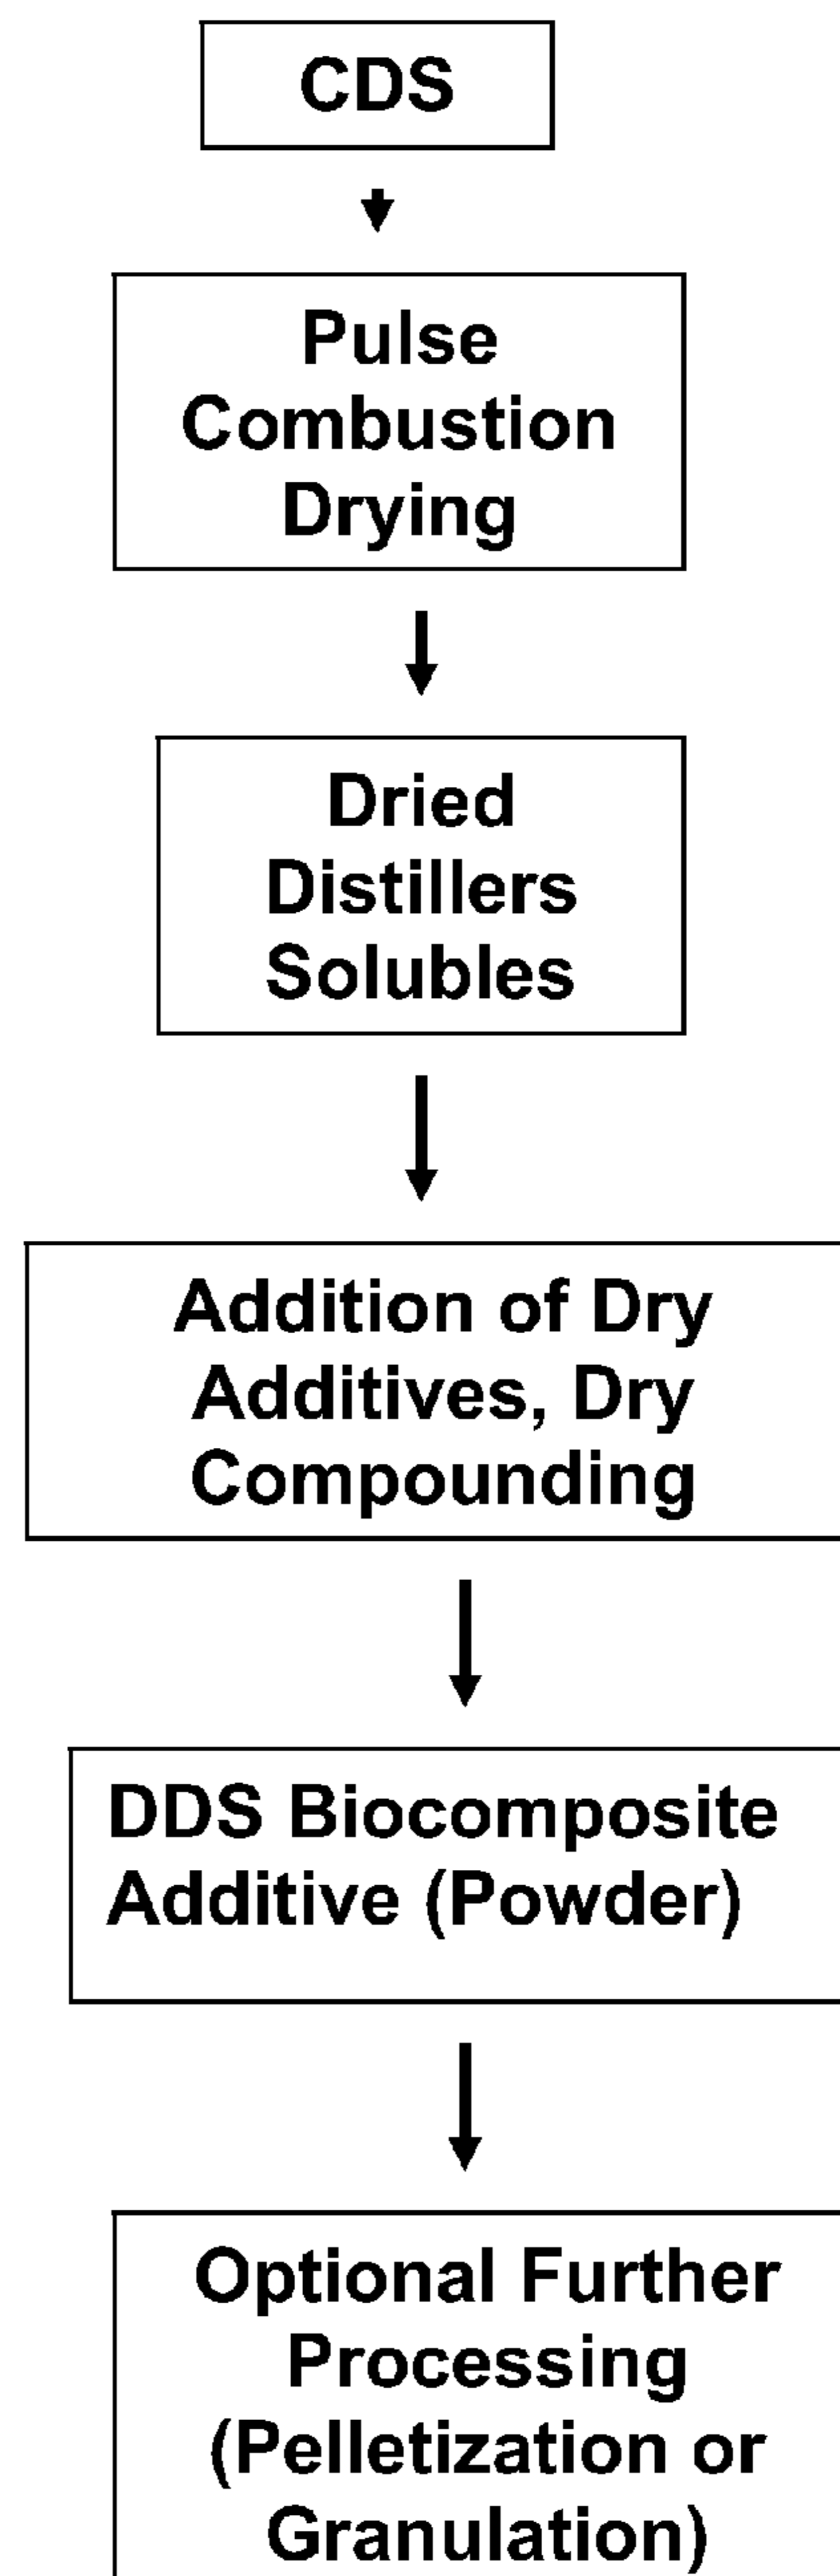 CDS
Pulse
Combustion
Drying
Dried
Distillers
Solubles
Addition of Dry
Additives, Dry
Compounding
DDS Biocomposite
Additive (Powder)
Optional Further
Processing
(Pelletization or
Granulation)